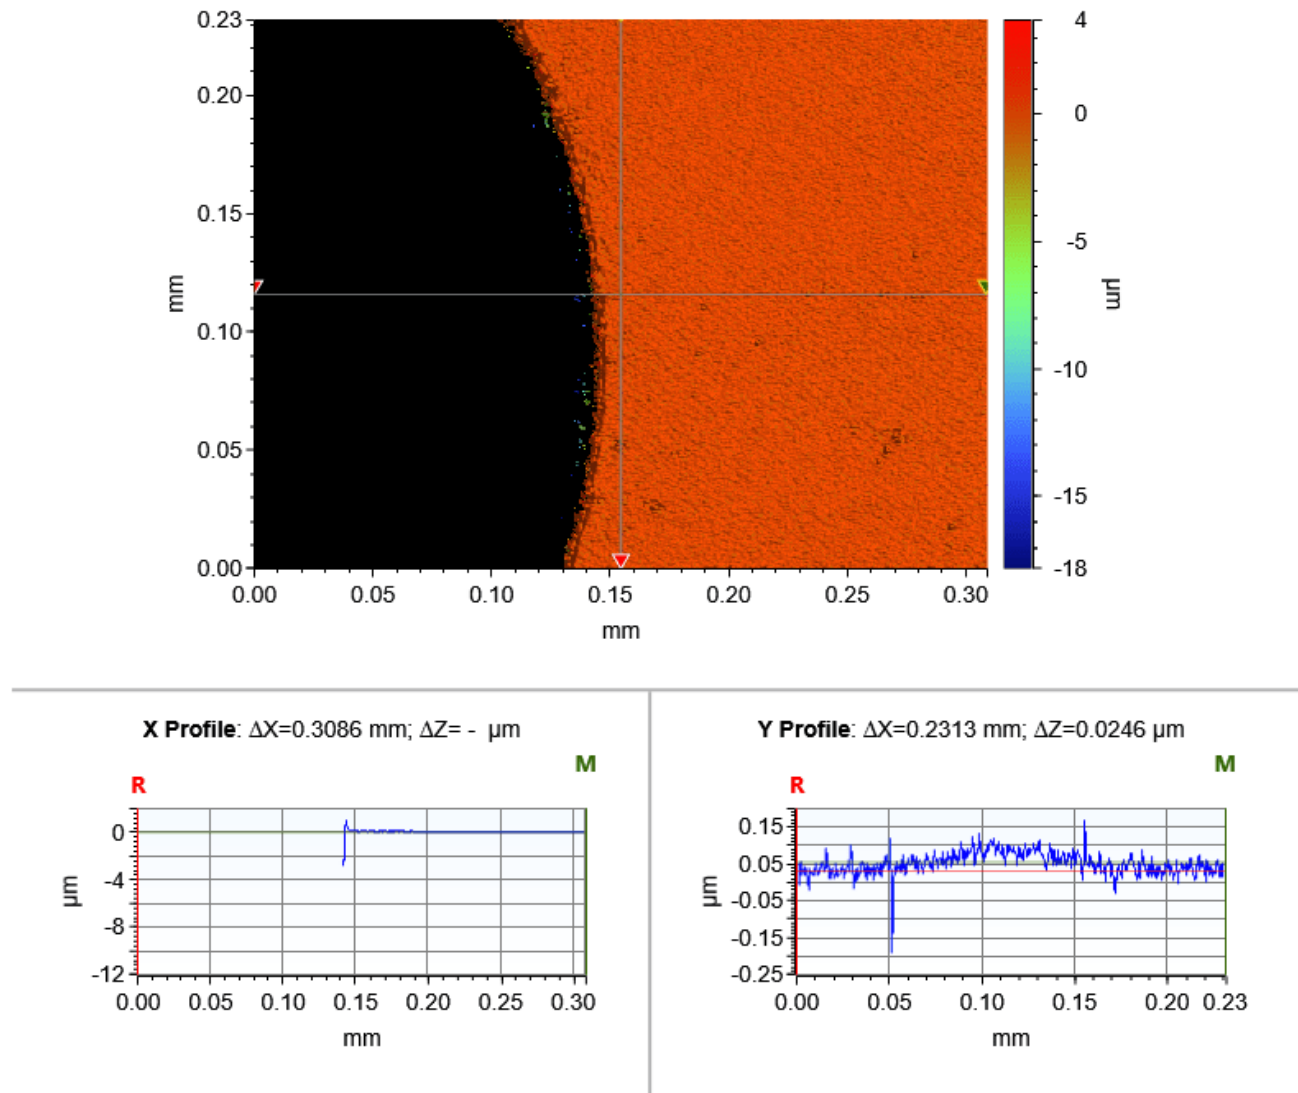 0.23
0.20
0.15
0.10
0.05
0.00
mm
0.00 0.05 0.10 0.15 0.20 0.25 0.30
mm
4
0
-5
-10
-15
-18
µm
X Profile: ΔX=0.3086 mm; ΔZ= - µm
M
R
0
-4
-8
-12
µm
0.00 0.05 0.10 0.15 0.20 0.25 0.30
mm
Y Profile: ΔX=0.2313 mm; ΔZ=0.0246 µm
M
R
0.15
0.05
-0.05
-0.15
-0.25
µm
0.00 0.05 0.10 0.15 0.20 0.23
mm